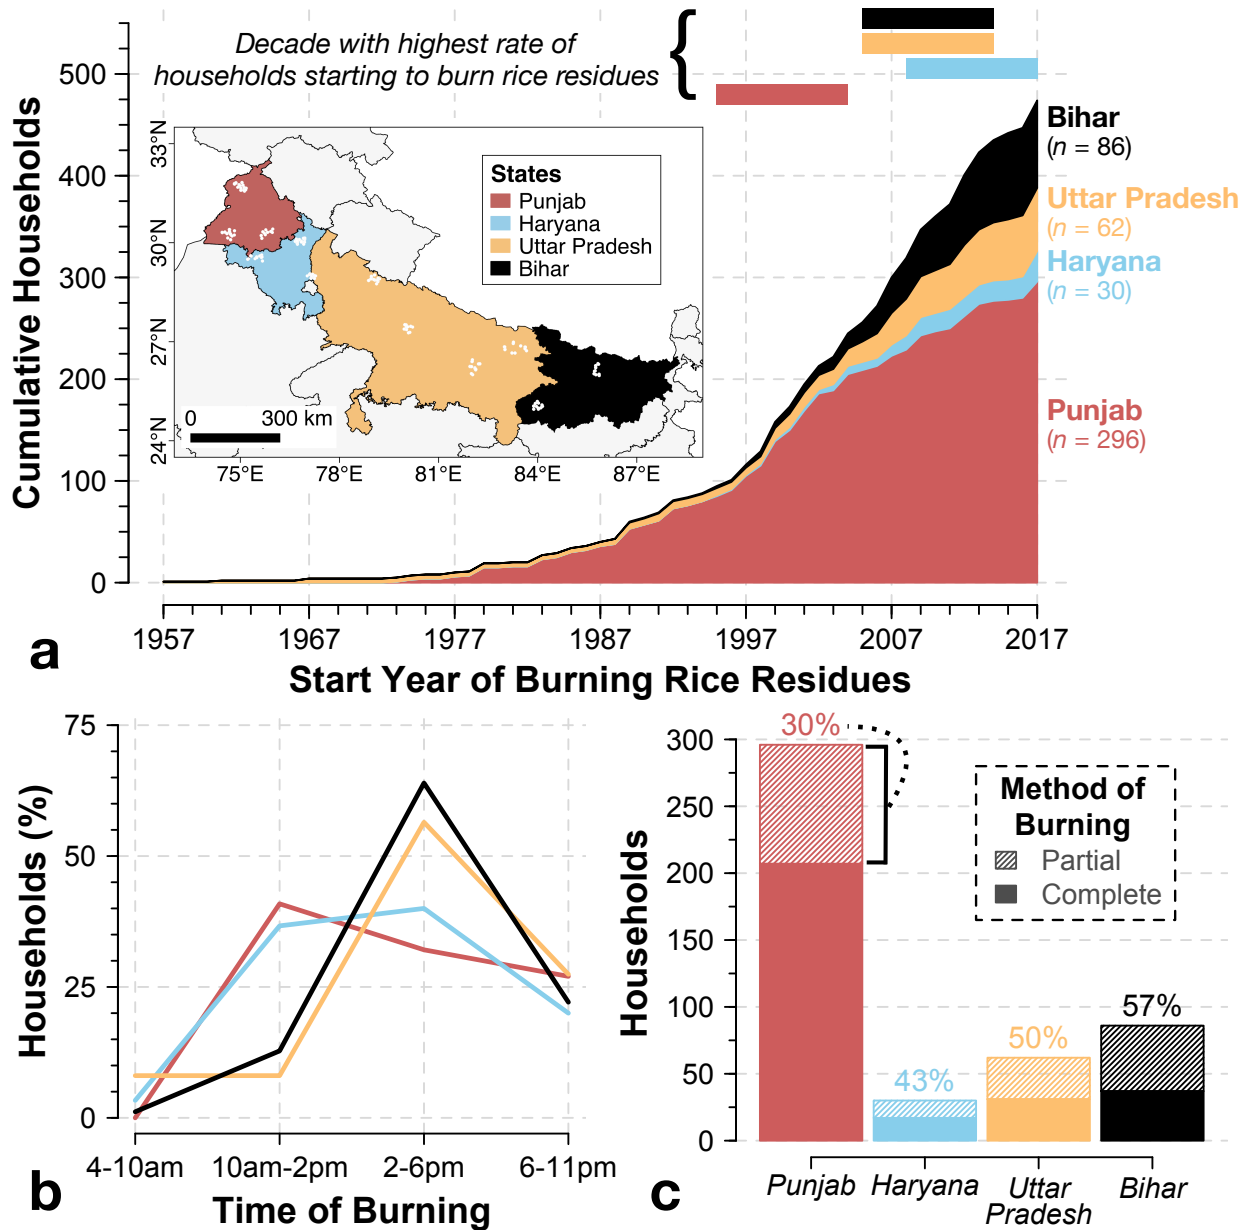 Decade with highest rate of
households starting to burn rice residues
{
Cumulative Households
500
400
300
200
100
0
33°N
30°N
27°N
24°N
75°E
78°E
81°E
84°E
87°E
0 300 km
States
Punjab
Haryana
Uttar Pradesh
Bihar
Bihar
(n = 86)
Uttar Pradesh
(n = 62)
Haryana
(n = 30)
Punjab
(n = 296)
1957 1967 1977 1987 1997 2007 2017
a
Start Year of Burning Rice Residues
Households (%)
75
50
25
0
4-10am 10am-2pm 2-6pm 6-11pm
b
Time of Burning
Households
300
250
200
150
100
50
0
30%
43%
50%
57%
Method of
Burning
Partial
Complete
c
Punjab
Haryana
Uttar
Pradesh
Bihar